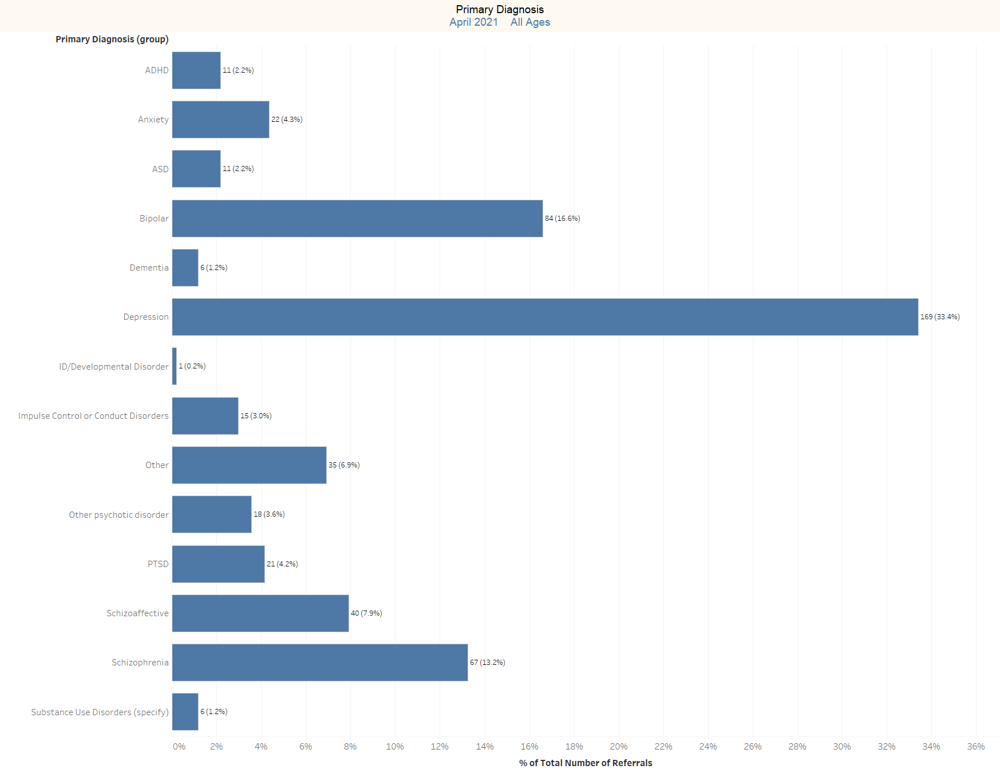 Primary Diagnosis
April 2021 All Ages
Primary Diagnosis (group)
ADHD 11 (2.2%)
Anxiety 22 (4.3%)
ASD 11 (2.2%)
Bipolar 84 (16.6%)
Dementia 6 (1.2%)
Depression 169 (33.4%)
ID/Developmental Disorder 1 (0.2%)
Impulse Control or Conduct Disorders 15 (3.0%)
Other 35 (6.9%)
Other psychotic disorder 18 (3.6%)
PTSD 21 (4.2%)
Schizoaffective 40 (7.9%)
Schizophrenia 67 (13.2%)
Substance Use Disorders (specify) 6 (1.2%)
0% 2% 4% 6% 8% 10% 12% 14% 16% 18% 20% 22% 24% 26% 28% 30% 32% 34% 36%
% of Total Number of Referrals